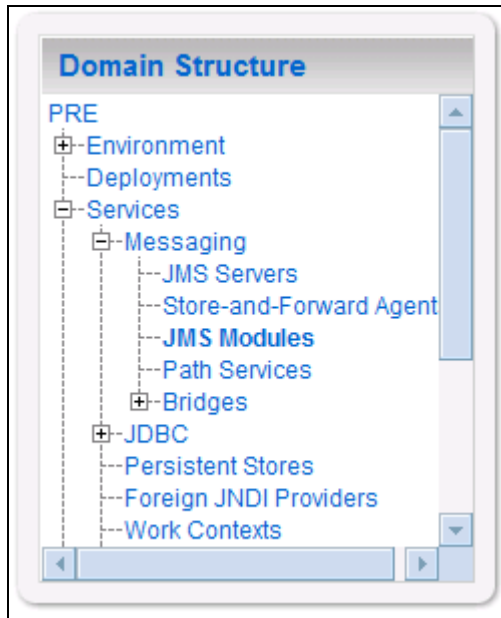 Domain Structure
PRE
Environment
Deployments
Services
Messaging
JMS Servers
Store-and-Forward Agent
JMS Modules
Path Services
Bridges
JDBC
Persistent Stores
Foreign JNDI Providers
Work Contexts